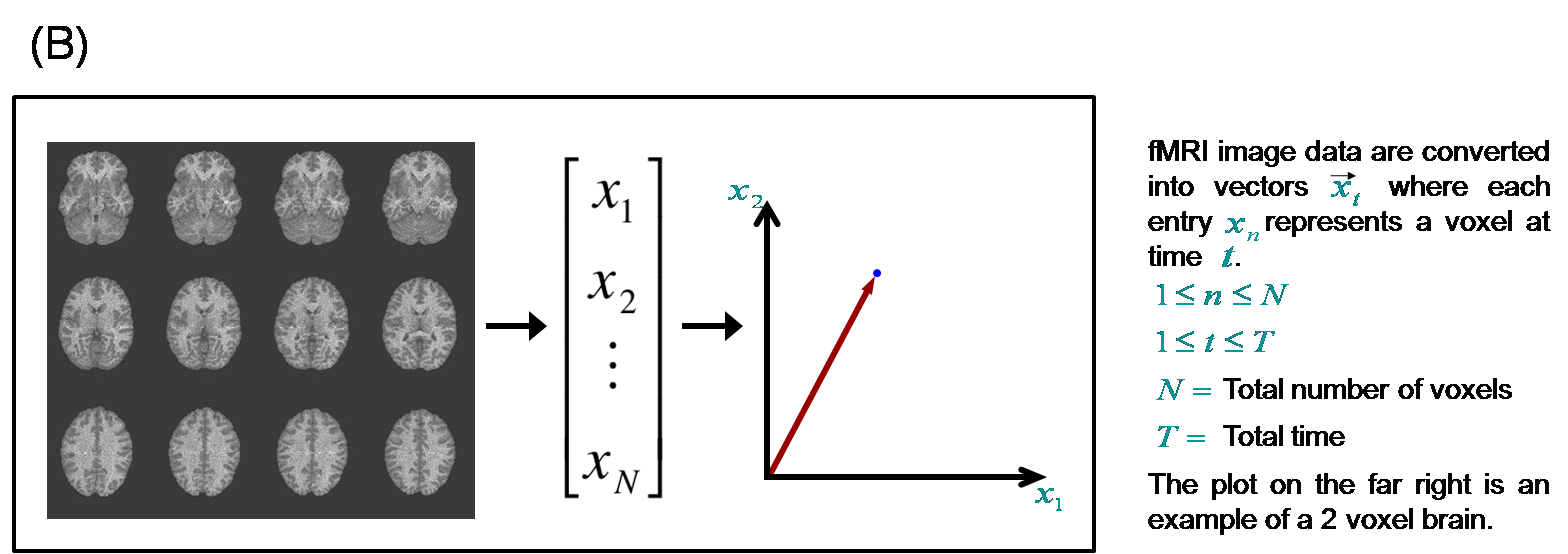 (B)
x₁
x₂
⋮
x_N
x₂
x₁
fMRI image data are converted
into vectors x⃗ₜ where each
entry xₙ represents a voxel at
time t.
1 ≤ n ≤ N
1 ≤ t ≤ T
N = Total number of voxels
T = Total time
The plot on the far right is an
example of a 2 voxel brain.